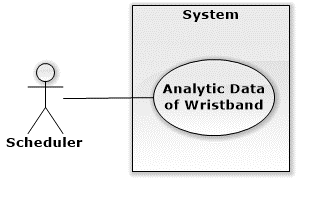 System
Analytic Data
of Wristband
Scheduler